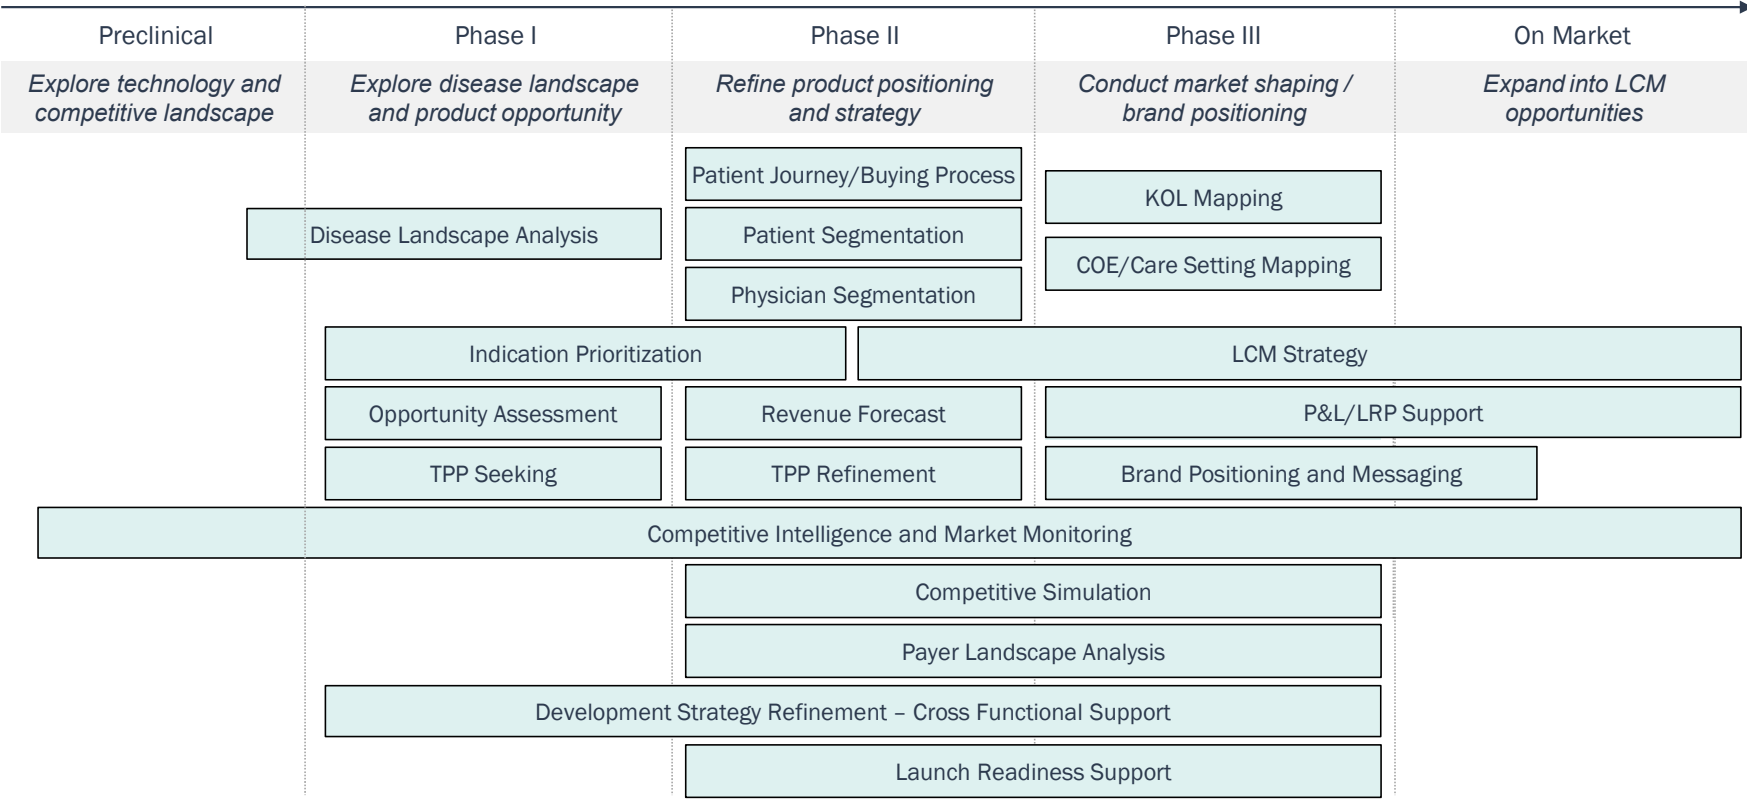 Preclinical
Phase I
Phase II
Phase III
On Market
Explore technology and
competitive landscape
Explore disease landscape
and product opportunity
Refine product positioning
and strategy
Conduct market shaping /
brand positioning
Expand into LCM
opportunities
Patient Journey/Buying Process
KOL Mapping
Disease Landscape Analysis
Patient Segmentation
COE/Care Setting Mapping
Physician Segmentation
Indication Prioritization
LCM Strategy
Opportunity Assessment
Revenue Forecast
P&L/LRP Support
TPP Seeking
TPP Refinement
Brand Positioning and Messaging
Competitive Intelligence and Market Monitoring
Competitive Simulation
Payer Landscape Analysis
Development Strategy Refinement – Cross Functional Support
Launch Readiness Support